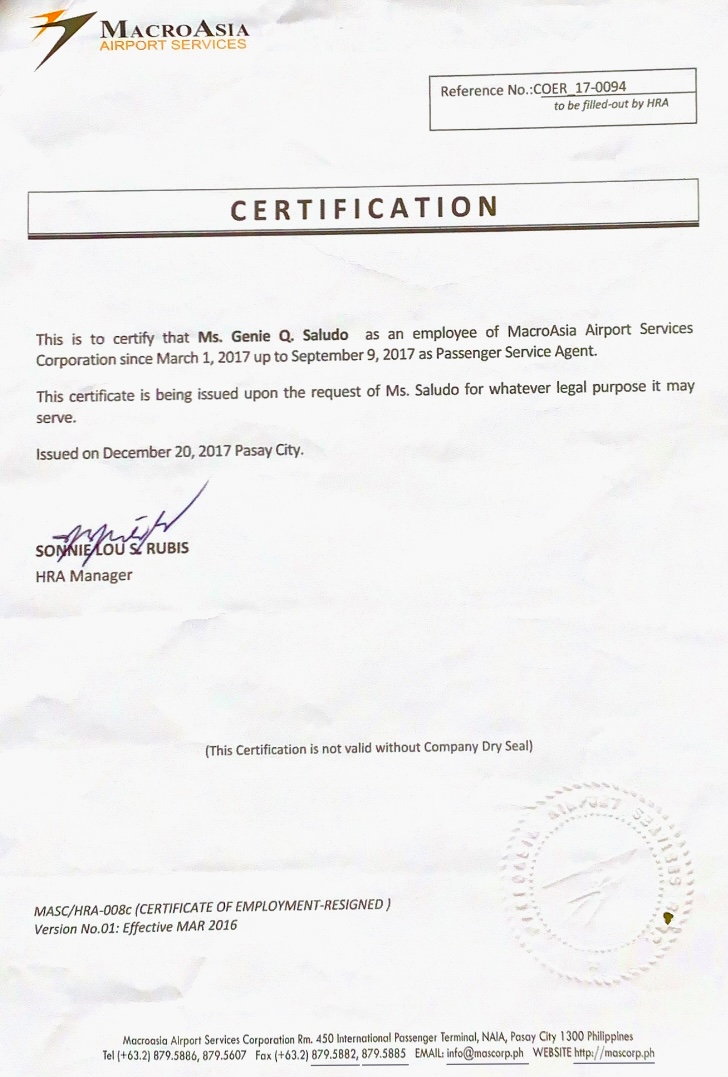 MACROASIA
AIRPORT SERVICES
Reference No.:COER_17-0094
to be filled-out by HRA
CERTIFICATION
This is to certify that Ms. Genie Q. Saludo as an employee of MacroAsia Airport Services
Corporation since March 1, 2017 up to September 9, 2017 as Passenger Service Agent.
This certificate is being issued upon the request of Ms. Saludo for whatever legal purpose it may
serve.
Issued on December 20, 2017 Pasay City.
SONNIE LOU S. RUBIS
HRA Manager
(This Certification is not valid without Company Dry Seal)
MASC/HRA-008c (CERTIFICATE OF EMPLOYMENT-RESIGNED )
Version No.01: Effective MAR 2016
Macroasia Airport Services Corporation Rm. 450 International Passenger Terminal, NAIA, Pasay City 1300 Philippines
Tel (+63.2) 879.5886, 879.5607 Fax (+63.2) 879.5882, 879.5885 EMAIL: info@mascorp.ph WEBSITE http://mascorp.ph